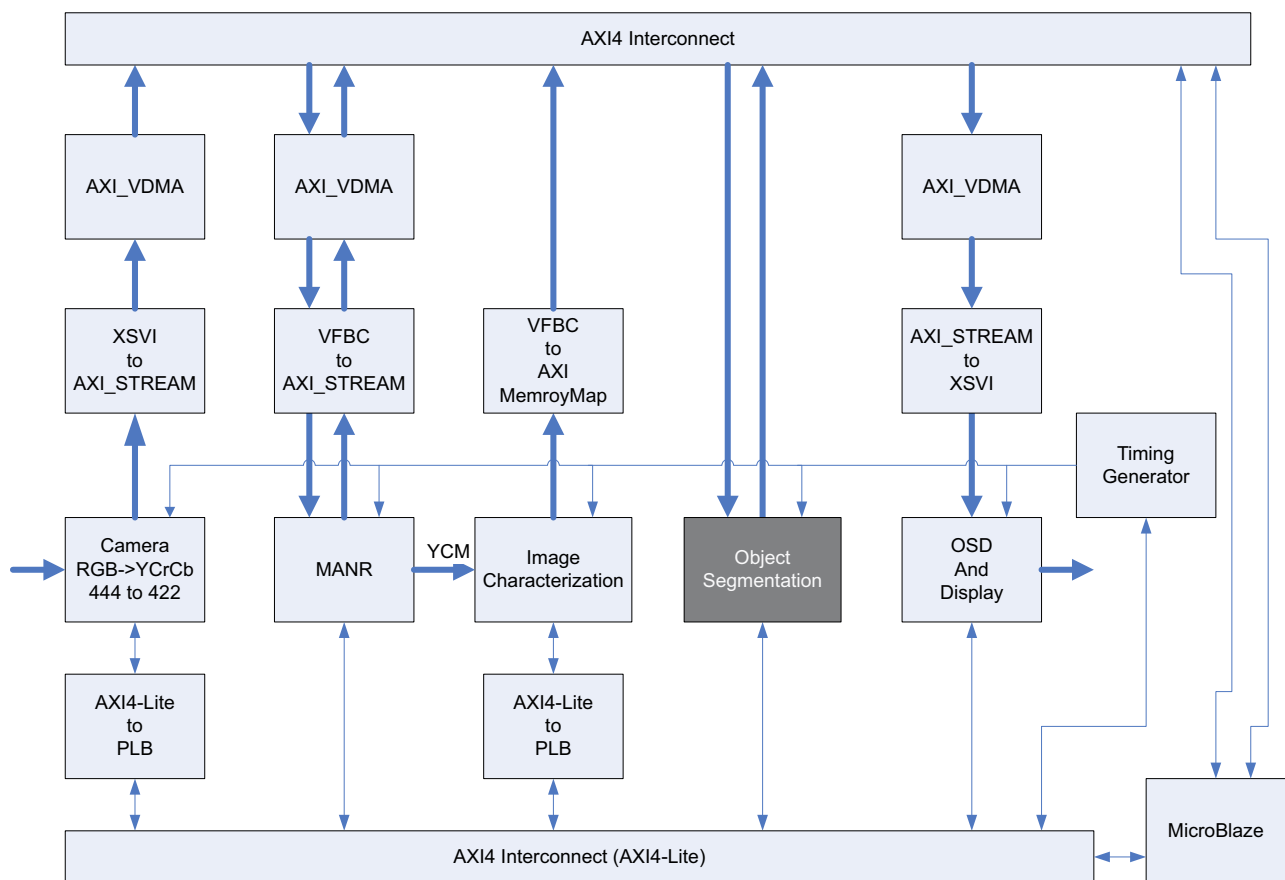 AXI4 Interconnect
AXI_VDMA
AXI_VDMA
AXI_VDMA
XSVI
to
AXI_STREAM
VFBC
to
AXI_STREAM
VFBC
to
AXI
MemroyMap
AXI_STREAM
to
XSVI
Timing
Generator
Camera
RGB->YCrCb
444 to 422
MANR
YCM
Image
Characterization
Object
Segmentation
OSD
And
Display
AXI4-Lite
to
PLB
AXI4-Lite
to
PLB
MicroBlaze
AXI4 Interconnect (AXI4-Lite)